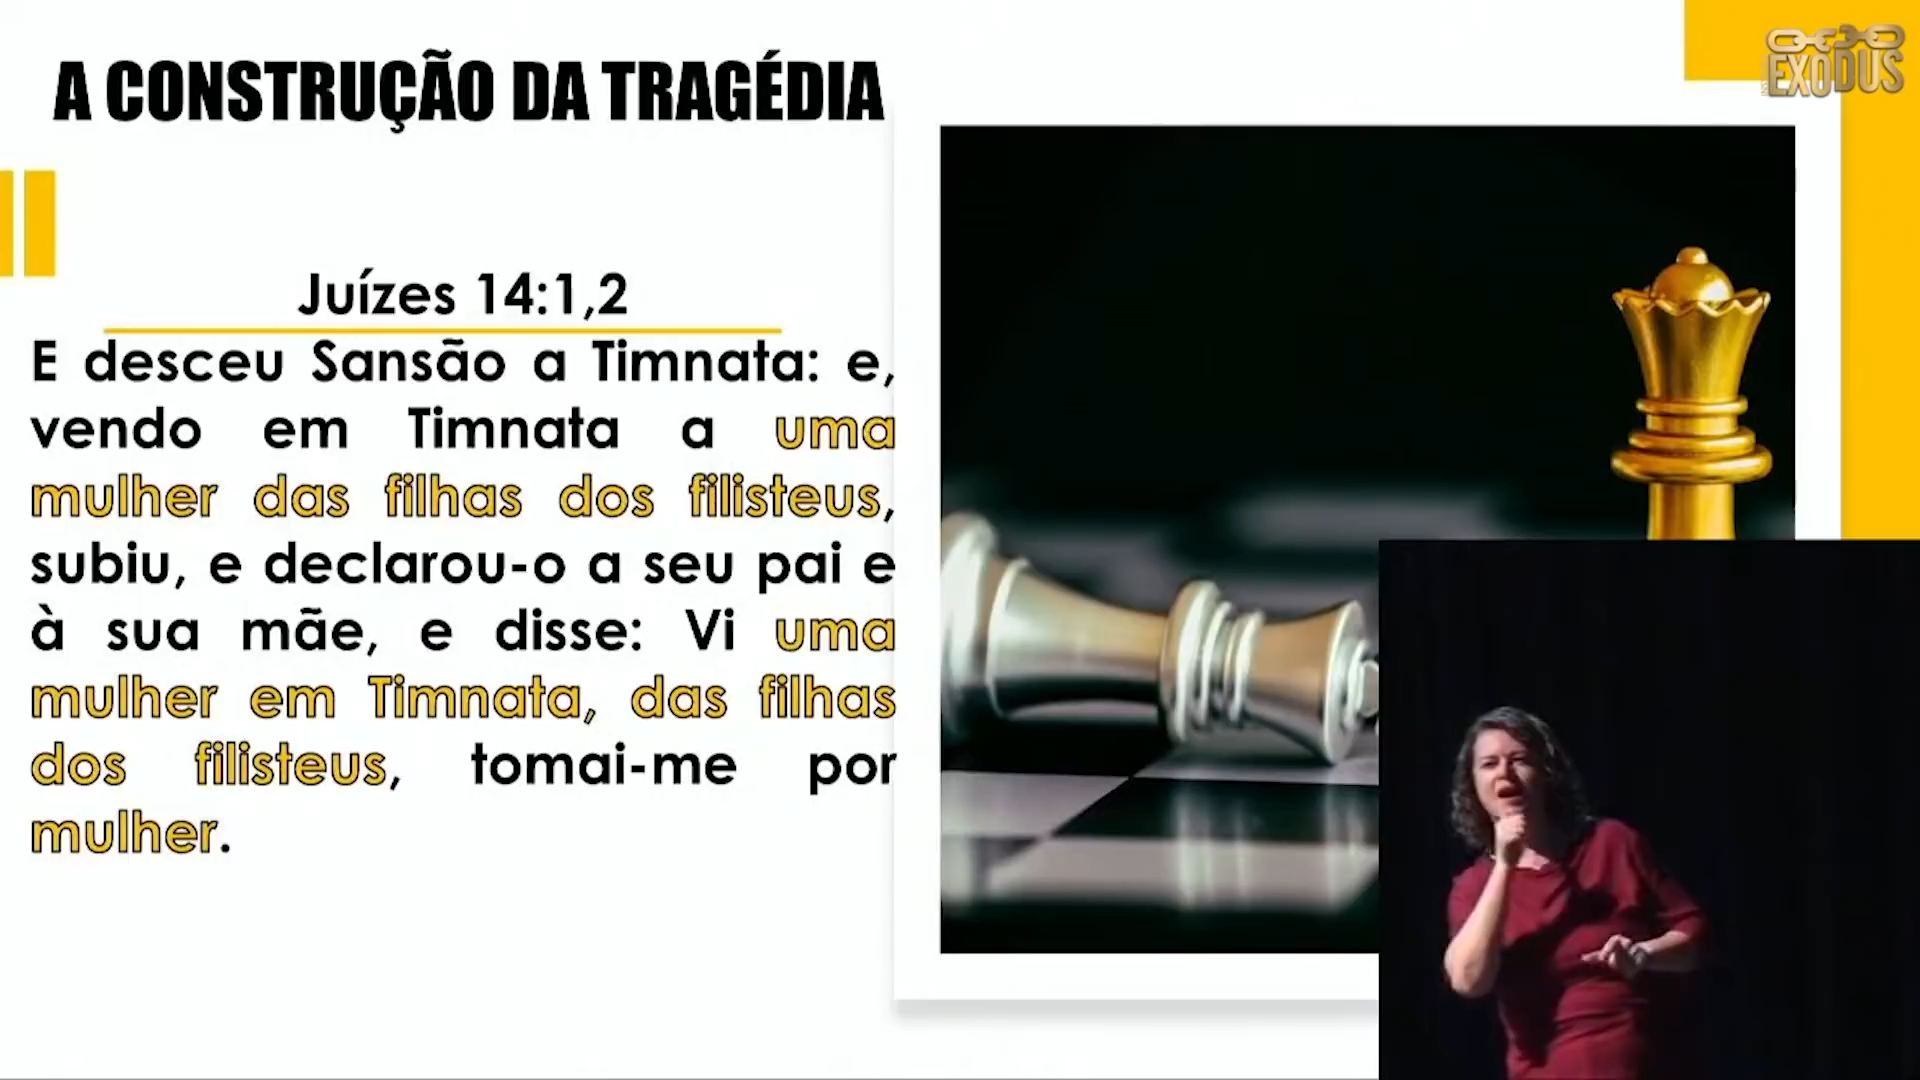 A CONSTRUÇÃO DA TRAGÉDIA
EXODUS
Juízes 14:1,2
E desceu Sansão a Timnata: e,
vendo em Timnata a uma
mulher das filhas dos filisteus,
subiu, e declarou-o a seu pai e
à sua mãe, e disse: Vi uma
mulher em Timnata, das filhas
dos filisteus, tomai-me por
mulher.